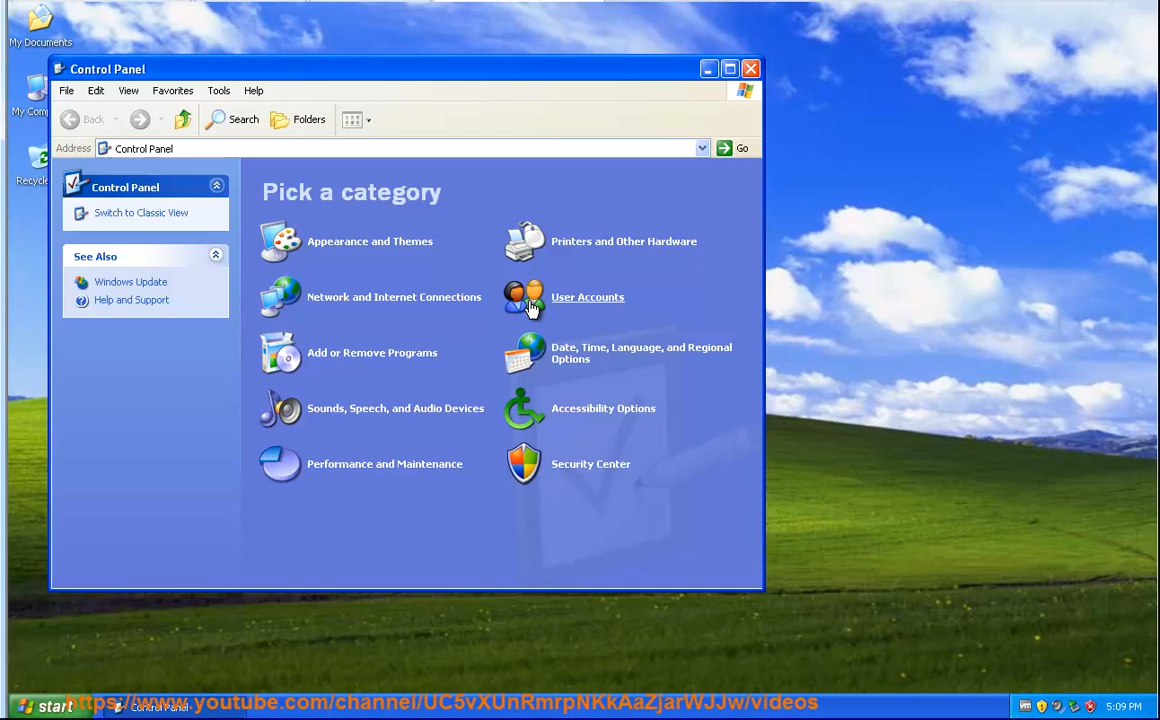 My Documents
Control Panel
File Edit View Favorites Tools Help
My Com
Back Search Folders
Address Control Panel Go
Recycle
Control Panel
Switch to Classic View
See Also
Windows Update
Help and Support
Pick a category
Appearance and Themes
Printers and Other Hardware
Network and Internet Connections
User Accounts
Add or Remove Programs
Date, Time, Language, and Regional
Options
Sounds, Speech, and Audio Devices
Accessibility Options
Performance and Maintenance
Security Center
start
Control Panel
https://www.youtube.com/channel/UC5vXUnRmrpNKkAaZjarWJJw/videos
5:09 PM